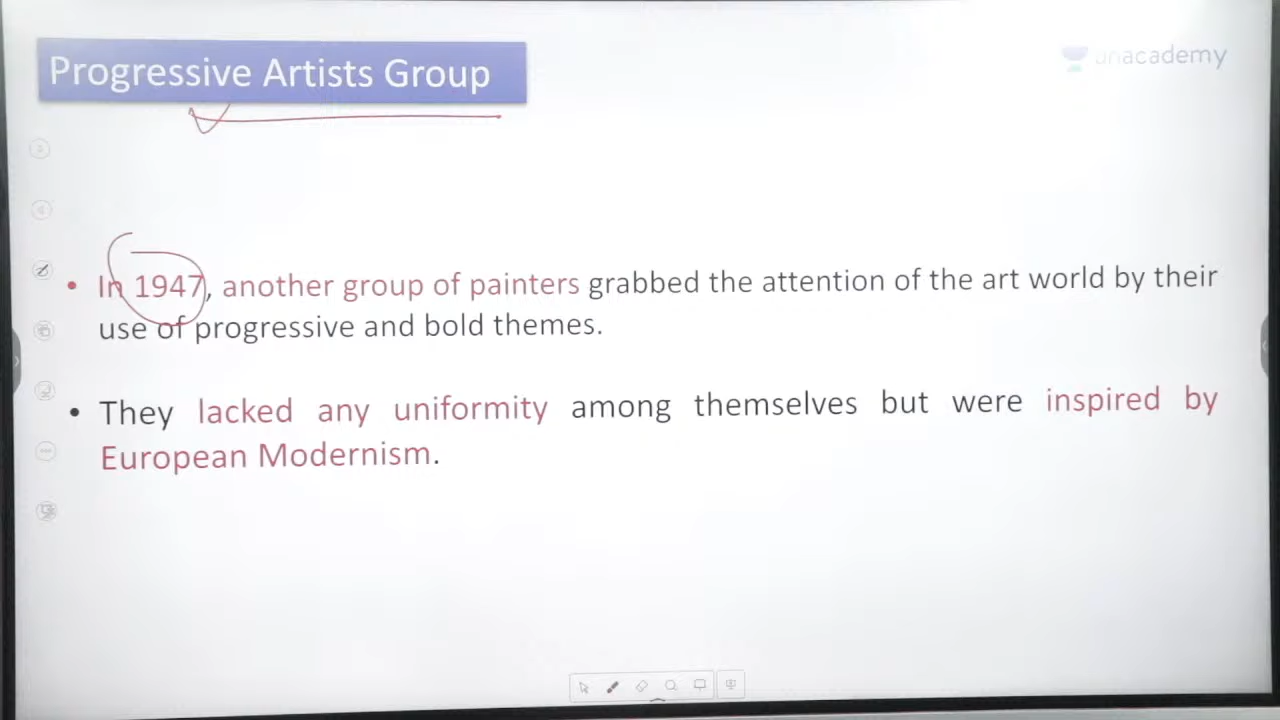 Progressive Artists Group
unacademy
• In 1947, another group of painters grabbed the attention of the art world by their
use of progressive and bold themes.
• They lacked any uniformity among themselves but were inspired by
European Modernism.